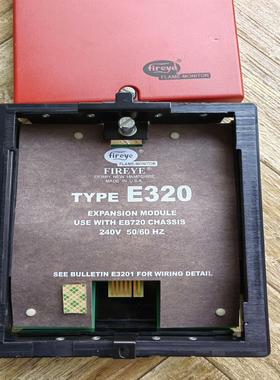 fireye
FLAME-MONITOR
fireye
FLAME-MONITOR
FIREYE®
DERRY, NEW HAMPSHIRE
MADE IN U.S.A.
TYPE E320
EXPANSION MODULE
USE WITH EB720 CHASSIS
240V 50/60 HZ
SEE BULLETIN E3201 FOR WIRING DETAIL.